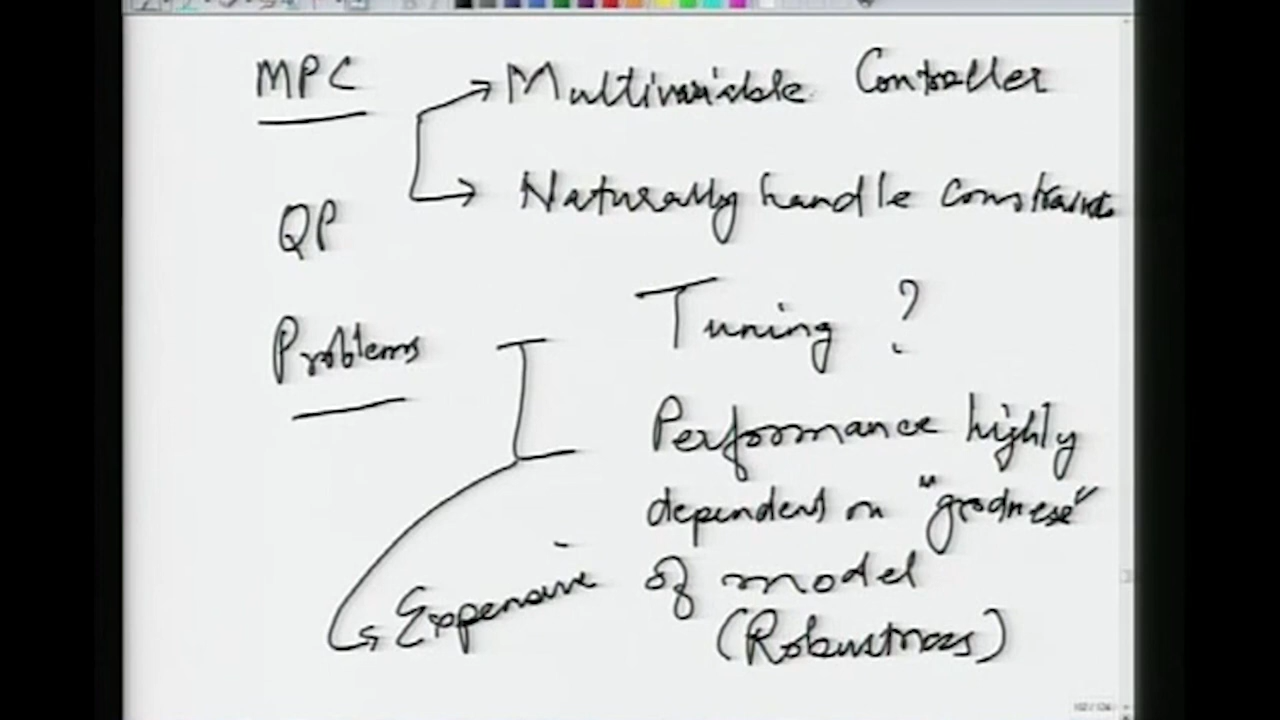 MPC
Multivariable Controller
Naturally handle constraints
QP
Tuning ?
Problems
Performance highly
dependent on "goodness"
of model
Expensive
(Robustness)